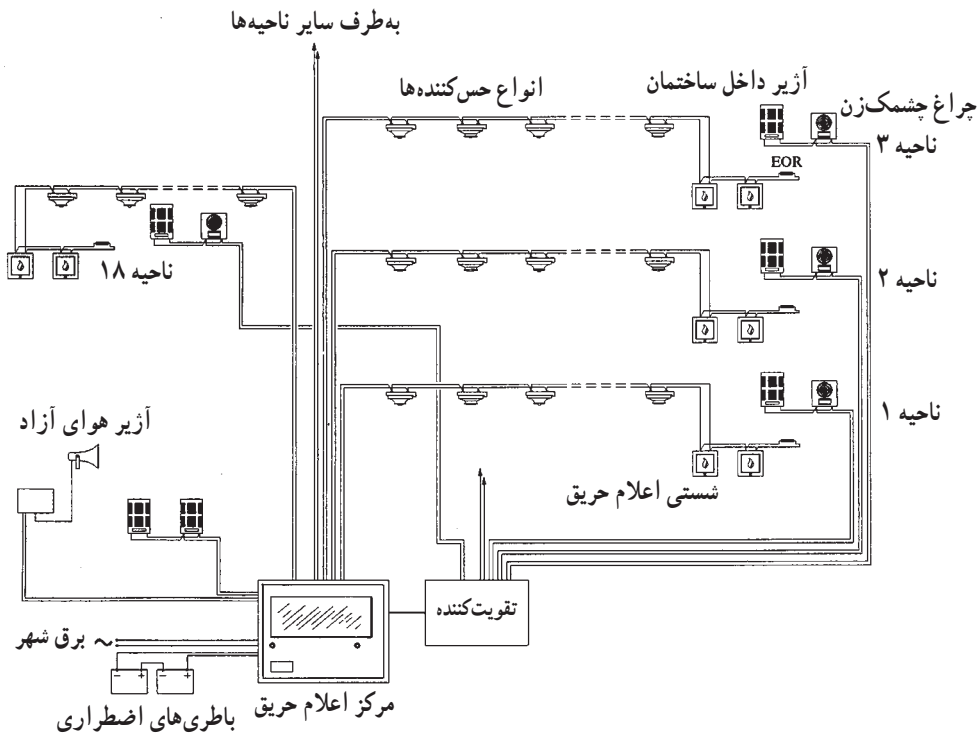 به‌طرف سایر ناحیه‌ها
آژیر داخل ساختمان
انواع حس‌کننده‌ها
چراغ چشمک‌زن
ناحیه ۳
EOR
ناحیه ۱۸
ناحیه ۲
ناحیه ۱
آژیر هوای آزاد
شستی اعلام حریق
تقویت‌کننده
برق شهر ~
- + - +
مرکز اعلام حریق
باطری‌های اضطراری